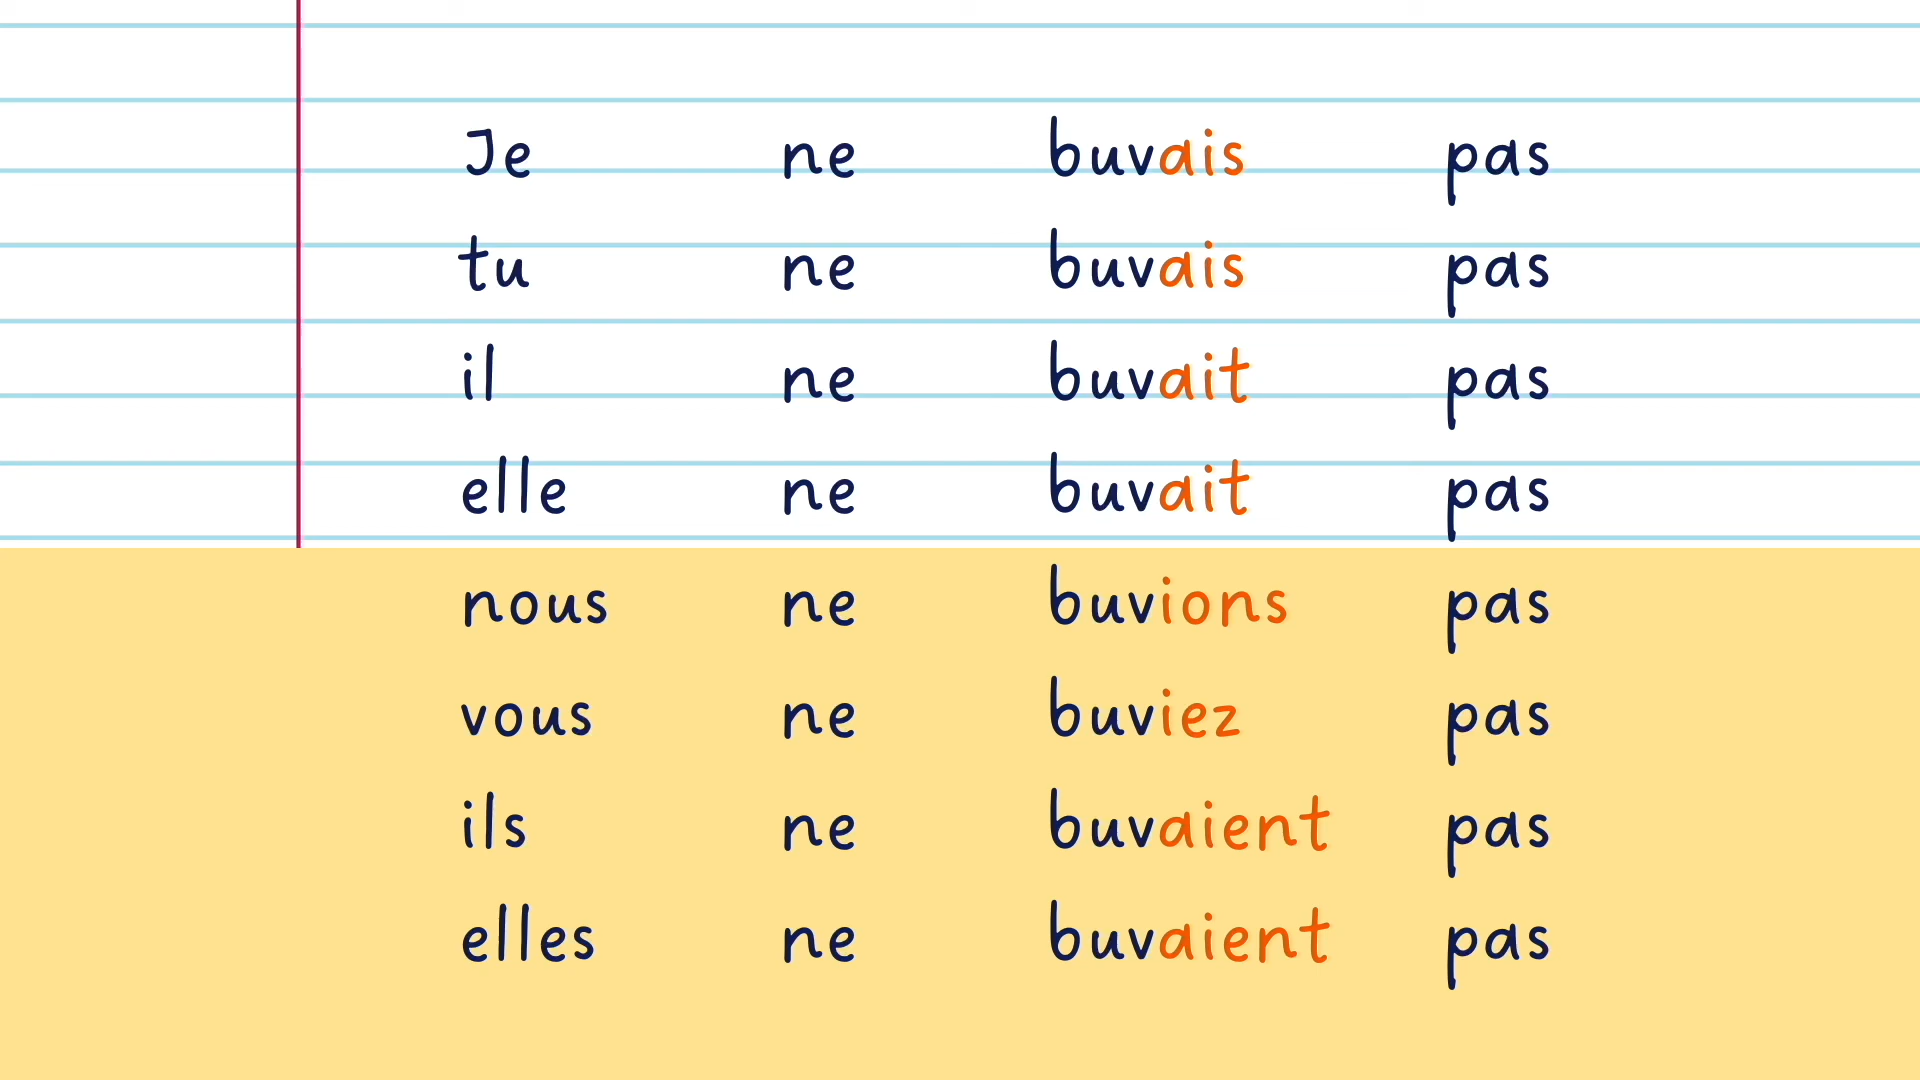 Je ne buvais pas
tu ne buvais pas
il ne buvait pas
elle ne buvait pas
nous ne buvions pas
vous ne buviez pas
ils ne buvaient pas
elles ne buvaient pas